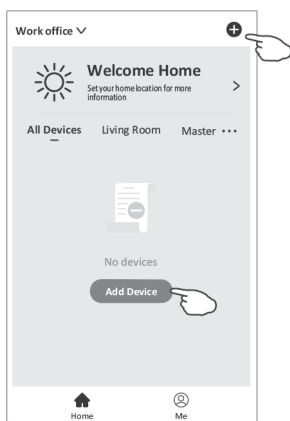 Work office
Welcome Home
Set your home location for more
information
All Devices Living Room Master ...
No devices
Add Device
Home Me